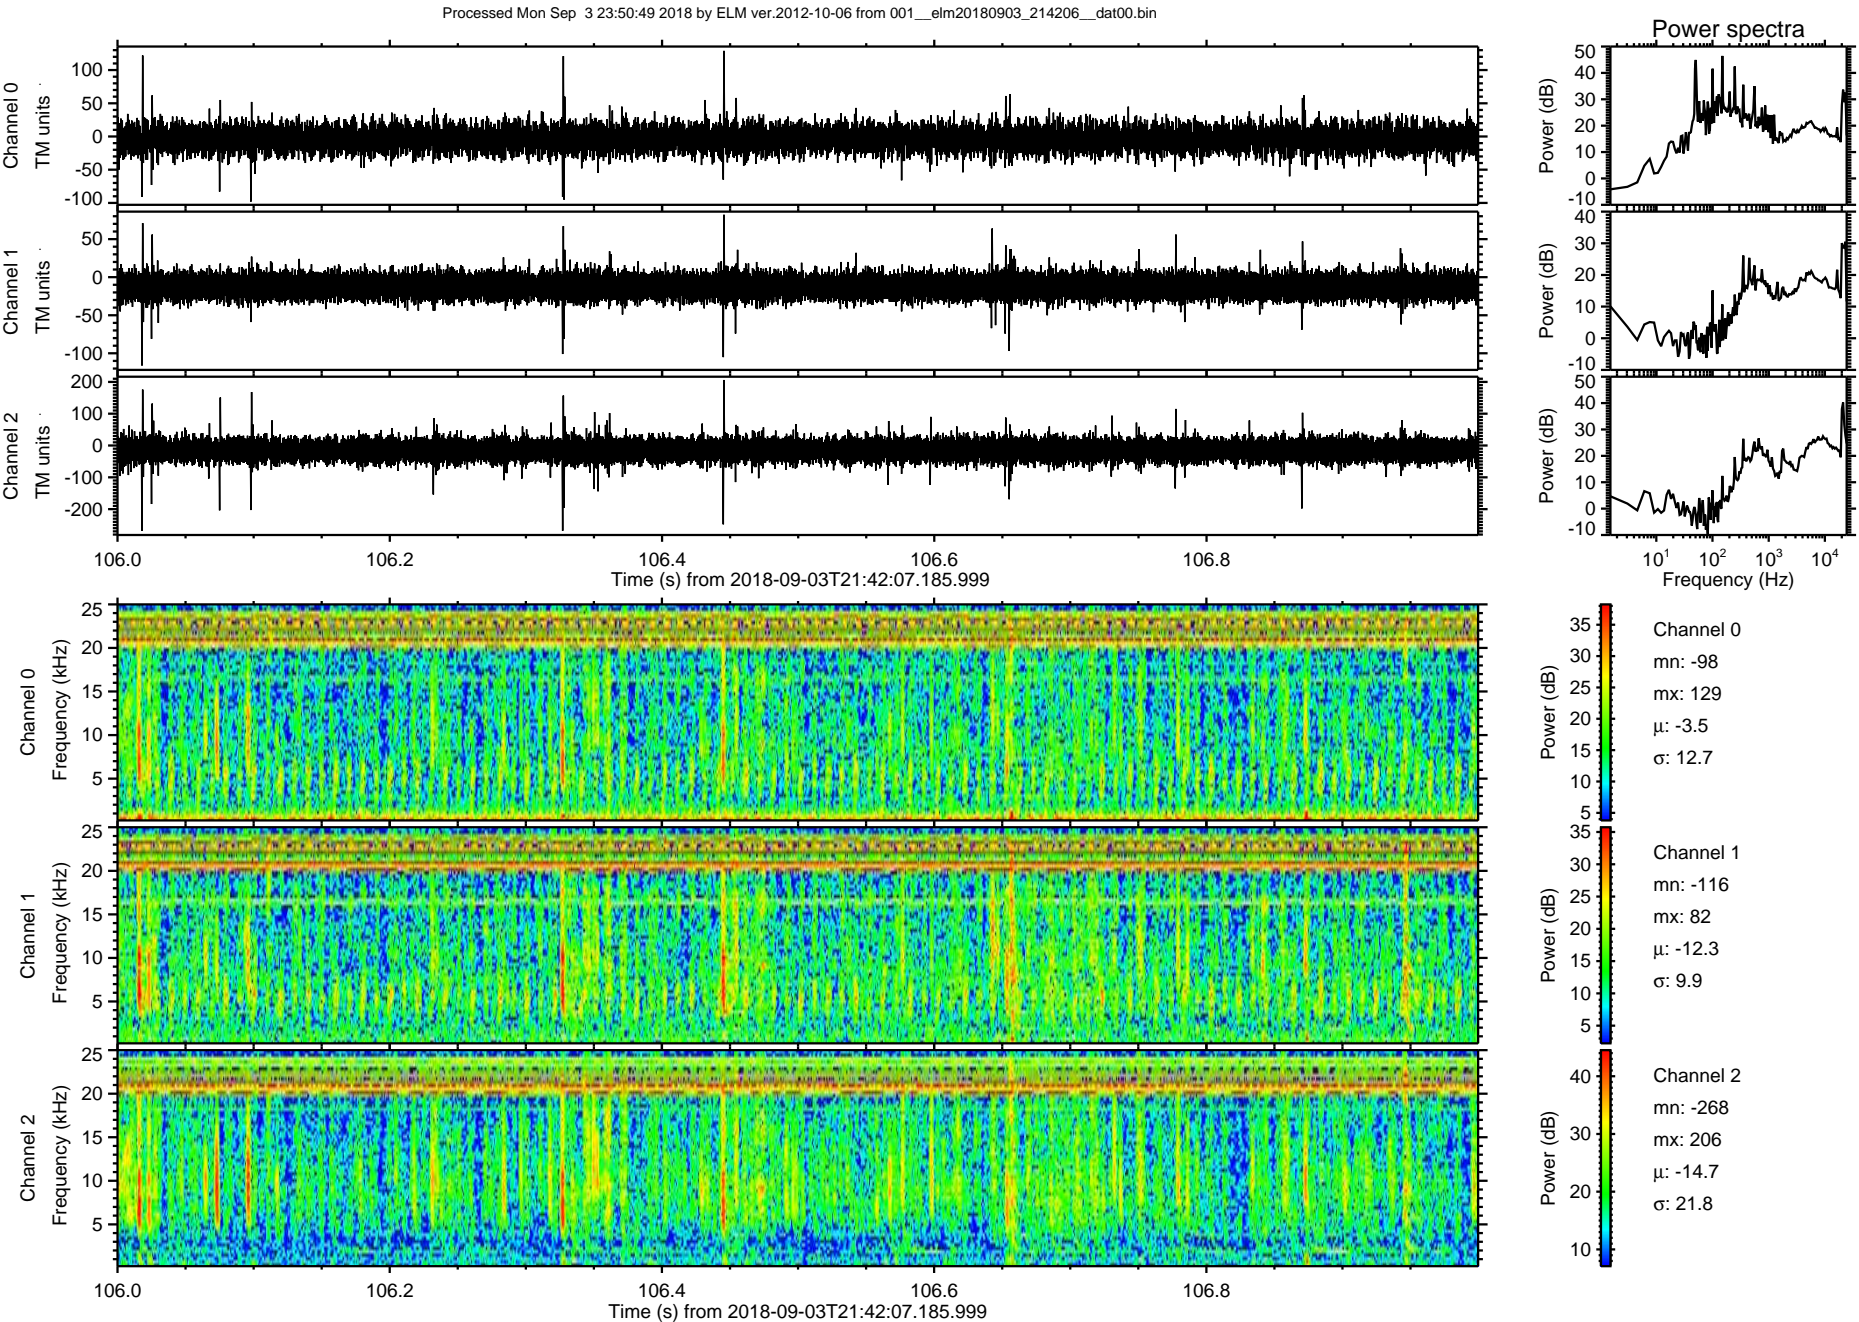 Processed Mon Sep  3 23:50:49 2018 by ELM ver.2012-10-06 from 001__elm20180903_214206__dat00.bin
Power spectra
Channel 0
TM units
100
50
0
-50
-100
Power (dB)
50
40
30
20
10
0
-10
Channel 1
TM units
50
0
-50
-100
Power (dB)
40
30
20
10
0
-10
Channel 2
TM units
200
100
0
-100
-200
Power (dB)
50
40
30
20
10
0
-10
106.0 106.2 106.4 106.6 106.8
Time (s) from 2018-09-03T21:42:07.185.999
10¹ 10² 10³ 10⁴
Frequency (Hz)
Channel 0
Frequency (kHz)
25
20
15
10
5
Power (dB)
35
30
25
20
15
10
5
Channel 0
mn: -98
mx: 129
μ: -3.5
σ: 12.7
Channel 1
Frequency (kHz)
25
20
15
10
5
Power (dB)
35
30
25
20
15
10
5
Channel 1
mn: -116
mx: 82
μ: -12.3
σ: 9.9
Channel 2
Frequency (kHz)
25
20
15
10
5
Power (dB)
40
30
20
10
Channel 2
mn: -268
mx: 206
μ: -14.7
σ: 21.8
106.0 106.2 106.4 106.6 106.8
Time (s) from 2018-09-03T21:42:07.185.999